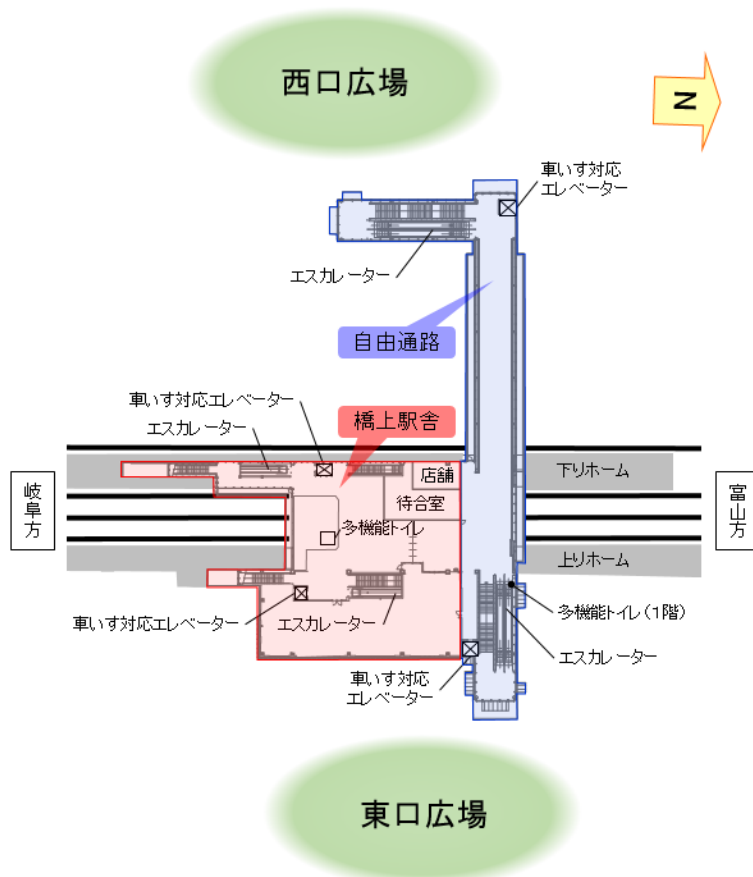 西口広場
N
車いす対応
エレベーター
エスカレーター
自由通路
車いす対応エレベーター
エスカレーター
橋上駅舎
店舗
待合室
多機能トイレ
下りホーム
岐阜方
富山方
上りホーム
車いす対応エレベーター
エスカレーター
多機能トイレ(1階)
エスカレーター
車いす対応
エレベーター
東口広場